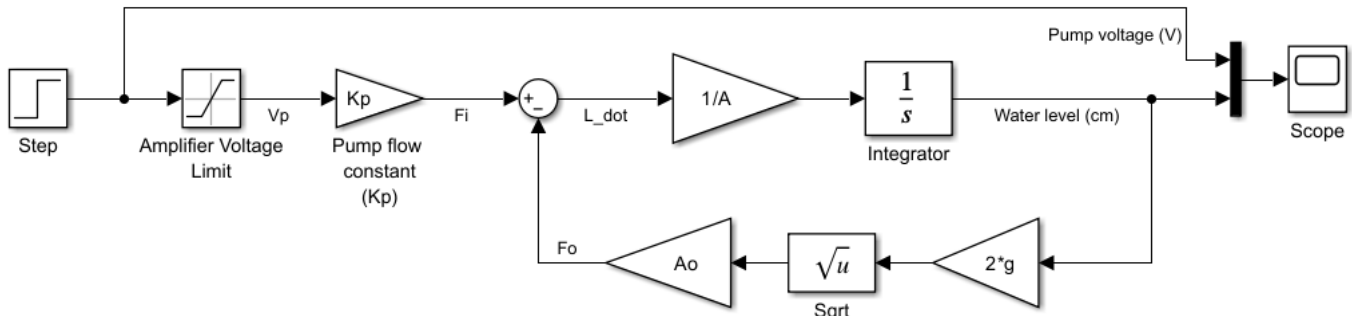 Pump voltage (V)
Step
Amplifier Voltage
Limit
Vp
Kp
Pump flow
constant
(Kp)
Fi
+
−
L_dot
1/A
1
s
Integrator
Water level (cm)
Scope
Fo
Ao
√u
Sqrt
2*g